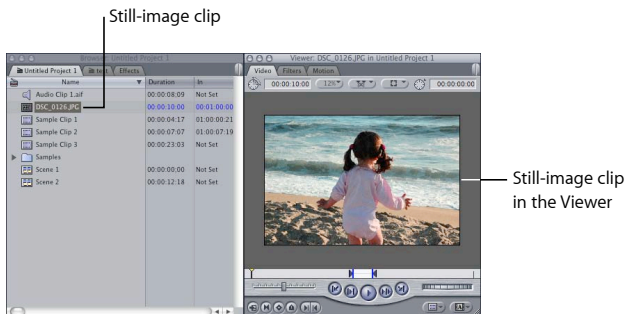 Still-image clip
Browser: Untitled Project 1
Untitled Project 1 test Effects
Name Duration In
Audio Clip 1.aif 00:00:08:09 Not Set
DSC_0126.JPG 00:00:10:00 00:01:00:00
Sample Clip 1 00:00:04:17 01:00:00:21
Sample Clip 2 00:00:07:07 01:00:07:19
Sample Clip 3 00:00:23:03 Not Set
Samples
Scene 1 00:00:00;00 Not Set
Scene 2 00:00:12:18 Not Set
Viewer: DSC_0126.JPG in Untitled Project 1
Video Filters Motion
00:00:10:00 12% 00:00:00:00
Still-image clip
in the Viewer